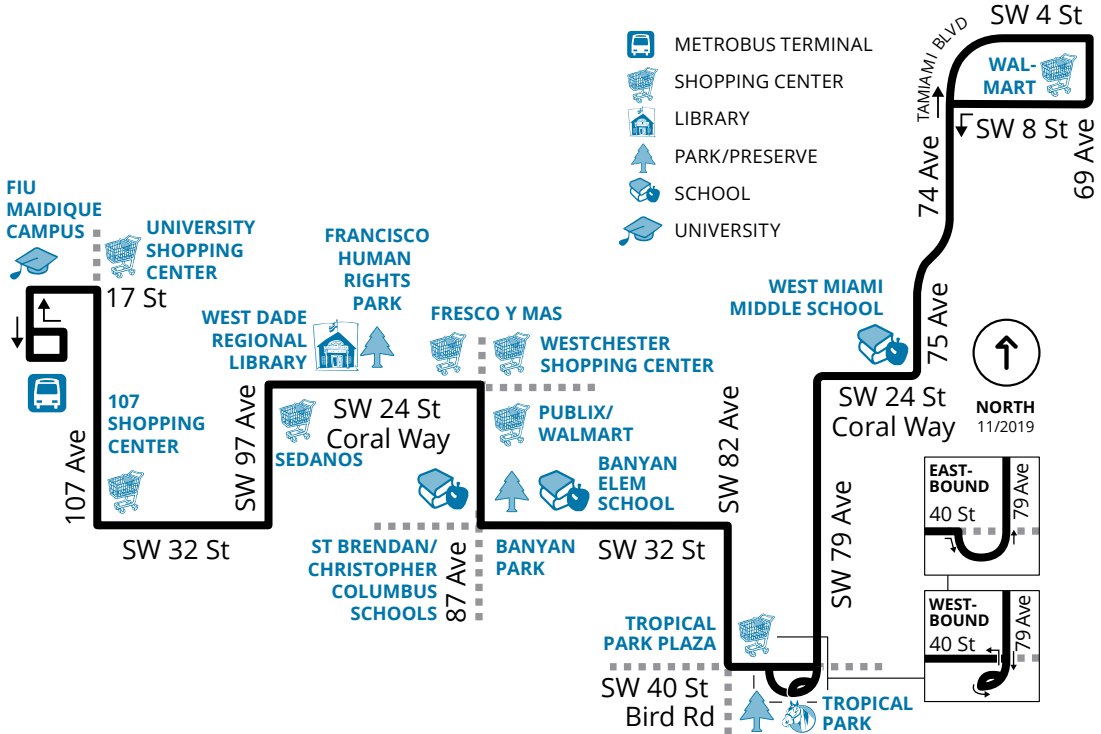 SW 4 St
TAMIAMI BLVD
WAL-
MART
SW 8 St
69 Ave
74 Ave
METROBUS TERMINAL
SHOPPING CENTER
LIBRARY
PARK/PRESERVE
SCHOOL
UNIVERSITY
FIU
MAIDIQUE
CAMPUS
UNIVERSITY
SHOPPING
CENTER
17 St
FRANCISCO
HUMAN
RIGHTS
PARK
WEST DADE
REGIONAL
LIBRARY
FRESCO Y MAS
WESTCHESTER
SHOPPING CENTER
WEST MIAMI
MIDDLE SCHOOL
75 Ave
107
SHOPPING
CENTER
107 Ave
SW 97 Ave
SEDANOS
SW 24 St
Coral Way
PUBLIX/
WALMART
SW 82 Ave
SW 24 St
Coral Way
NORTH
11/2019
BANYAN
ELEM
SCHOOL
SW 32 St
ST BRENDAN/
CHRISTOPHER
COLUMBUS
SCHOOLS
87 Ave
BANYAN
PARK
SW 32 St
SW 79 Ave
EAST-
BOUND
40 St
79 Ave
WEST-
BOUND
40 St
79 Ave
TROPICAL
PARK PLAZA
SW 40 St
Bird Rd
TROPICAL
PARK